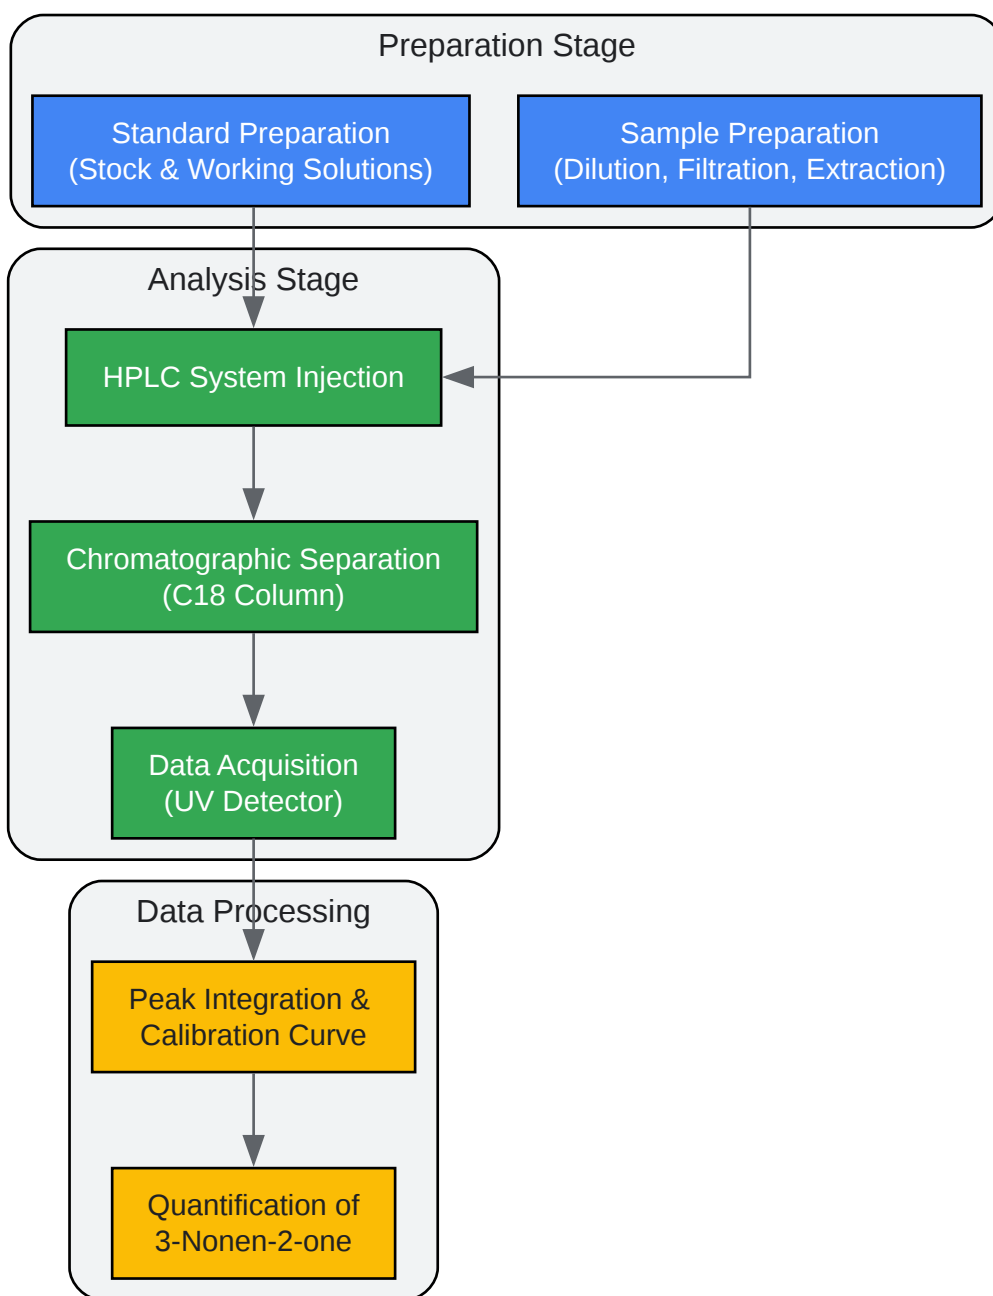 Preparation Stage
Standard Preparation
(Stock & Working Solutions)
Sample Preparation
(Dilution, Filtration, Extraction)
Analysis Stage
HPLC System Injection
Chromatographic Separation
(C18 Column)
Data Acquisition
(UV Detector)
Data Processing
Peak Integration &
Calibration Curve
Quantification of
3-Nonen-2-one